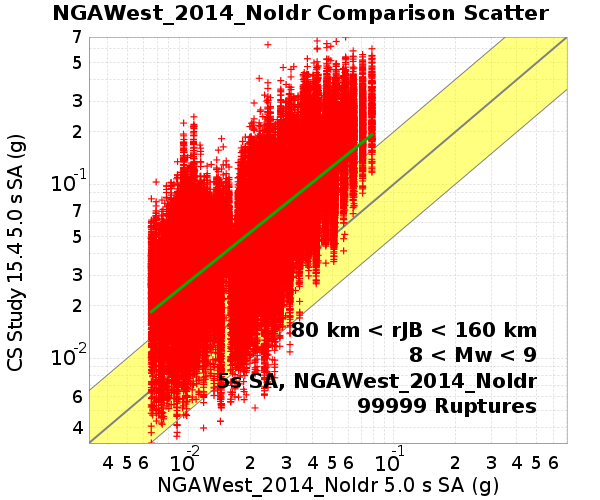 NGAWest_2014_NoIdr Comparison Scatter
7
5
3
2
10-1
7
5
3
2
10-2
6
4
CS Study 15.4 5.0 s SA (g)
80 km < rJB < 160 km
8 < Mw < 9
5s SA, NGAWest_2014_NoIdr
99999 Ruptures
4 5 6 10-2 2 3 4 5 6 10-1 2 3 4 5 6
NGAWest_2014_NoIdr 5.0 s SA (g)